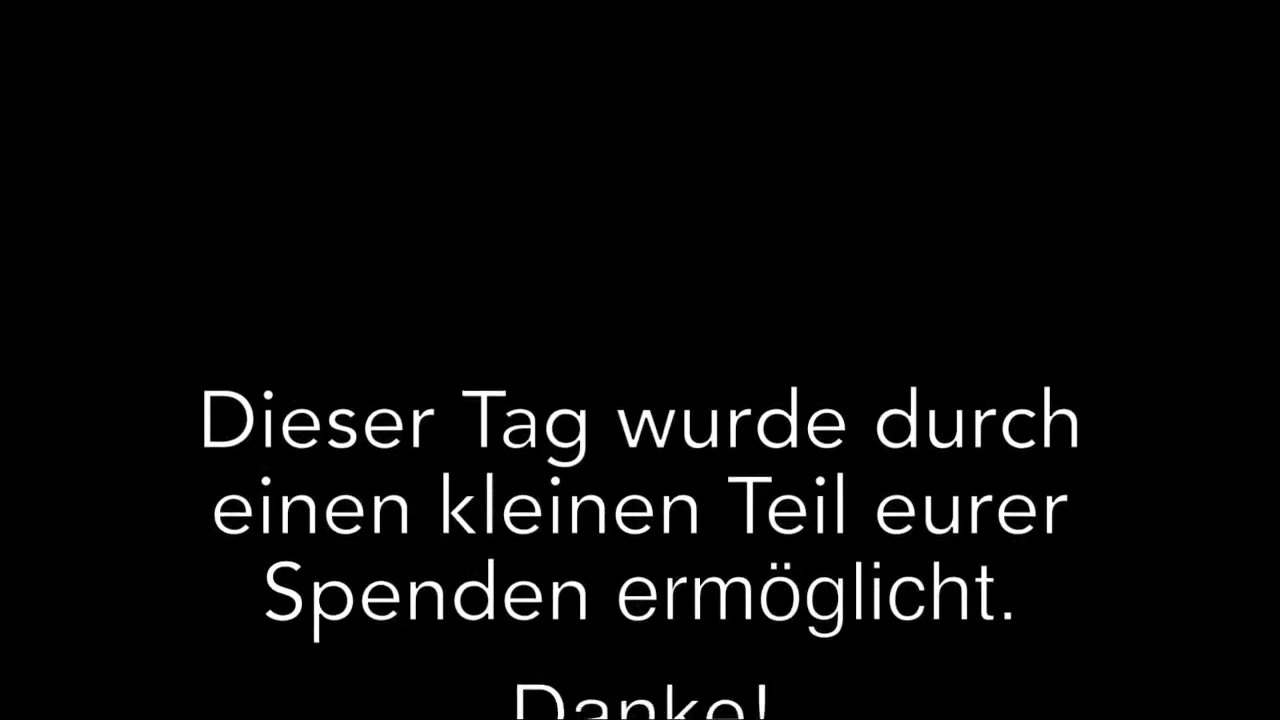 Dieser Tag wurde durch
einen kleinen Teil eurer
Spenden ermöglicht.
Danke!